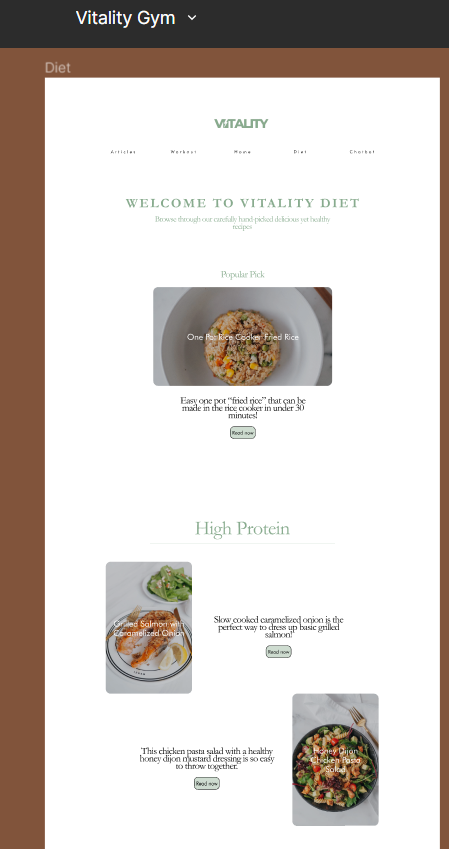 Vitality Gym
Diet
VITALITY
Articles Workout Home Diet Chatbot
WELCOME TO VITALITY DIET
Browse through our carefully hand-picked delicious yet healthy
recipes
Popular Pick
One Pot Rice Cooker Fried Rice
Easy one pot “fried rice” that can be
made in the rice cooker in under 30
minutes!
Read now
High Protein
Grilled Salmon with
Caramelized Onion
Slow cooked caramelized onion is the
perfect way to dress up basic grilled
salmon!
Read now
This chicken pasta salad with a healthy
honey dijon mustard dressing is so easy
to throw together.
Read now
Honey Dijon
Chicken Pasta
Salad